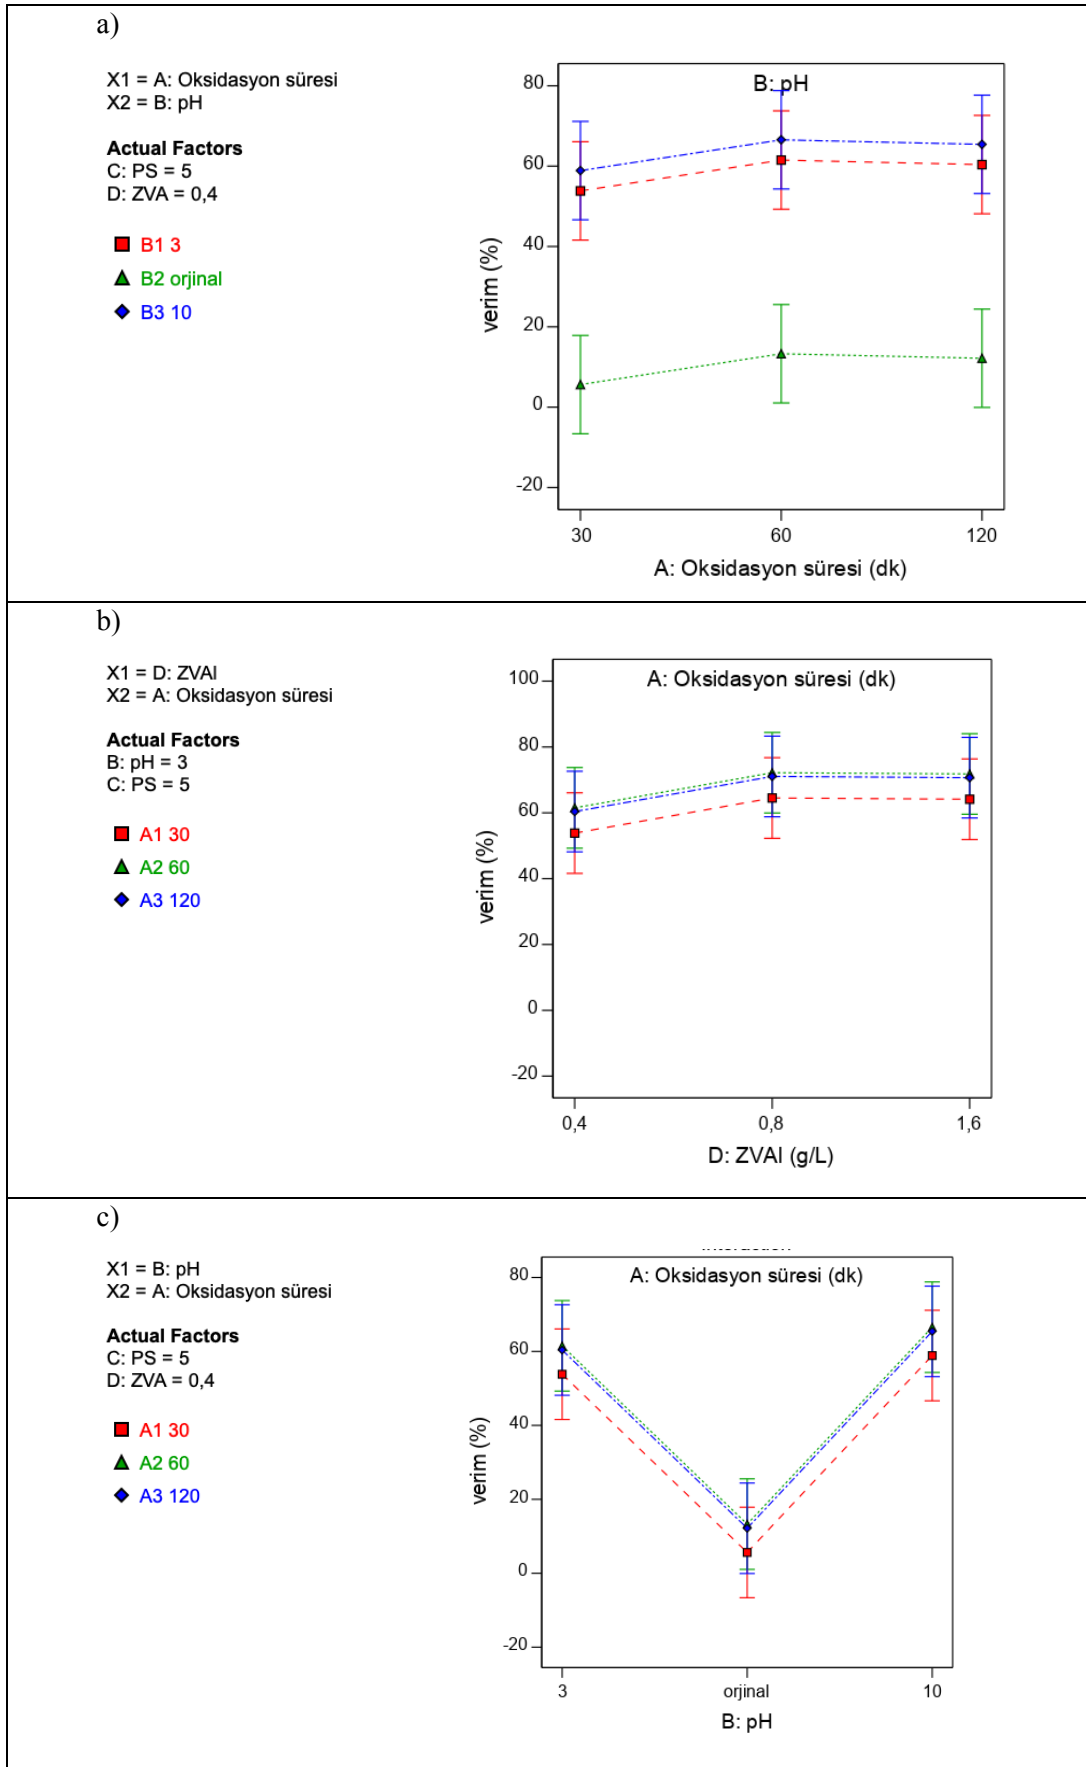 a)
X1 = A: Oksidasyon süresi
X2 = B: pH
Actual Factors
C: PS = 5
D: ZVA = 0,4
B1 3
B2 orjinal
B3 10
B: pH
80
60
40
20
0
-20
verim (%)
30 60 120
A: Oksidasyon süresi (dk)
b)
X1 = D: ZVAl
X2 = A: Oksidasyon süresi
Actual Factors
B: pH = 3
C: PS = 5
A1 30
A2 60
A3 120
A: Oksidasyon süresi (dk)
100
80
60
40
20
0
-20
verim (%)
0,4 0,8 1,6
D: ZVAl (g/L)
c)
X1 = B: pH
X2 = A: Oksidasyon süresi
Actual Factors
C: PS = 5
D: ZVA = 0,4
A1 30
A2 60
A3 120
A: Oksidasyon süresi (dk)
80
60
40
20
0
-20
verim (%)
3 orjinal 10
B: pH